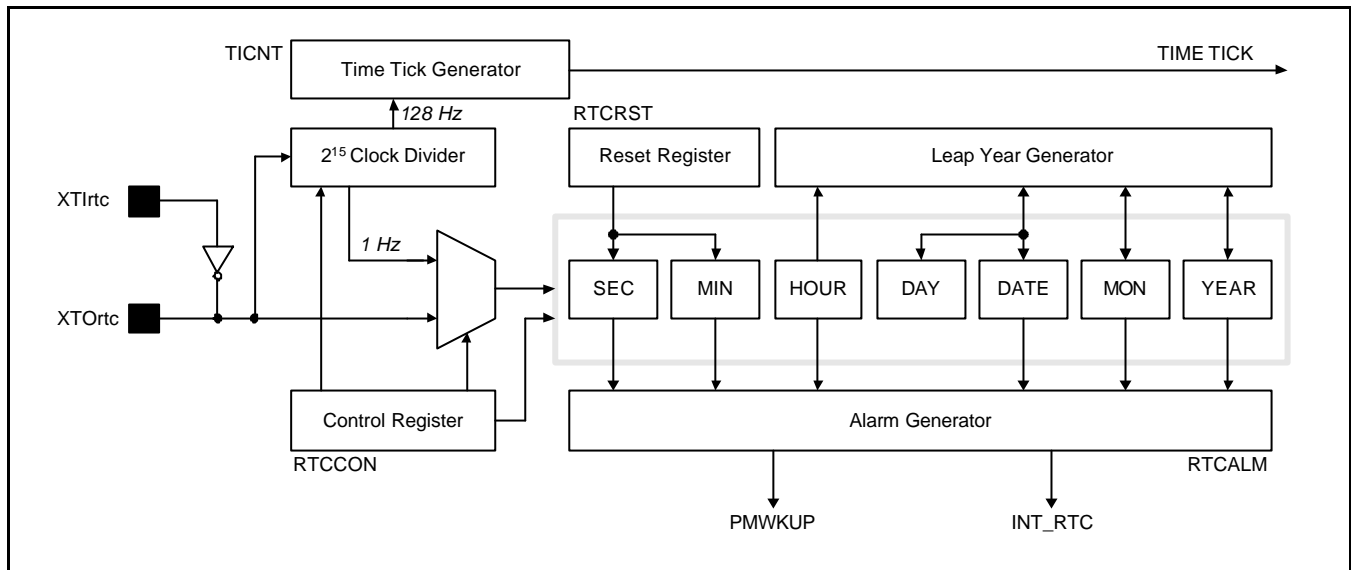 TICNT
Time Tick Generator
TIME TICK
128 Hz
RTCRST
2¹⁵ Clock Divider
Reset Register
Leap Year Generator
XTIrtc
1 Hz
SEC
MIN
HOUR
DAY
DATE
MON
YEAR
XTOrtc
Control Register
Alarm Generator
RTCCON
RTCALM
PMWKUP
INT_RTC